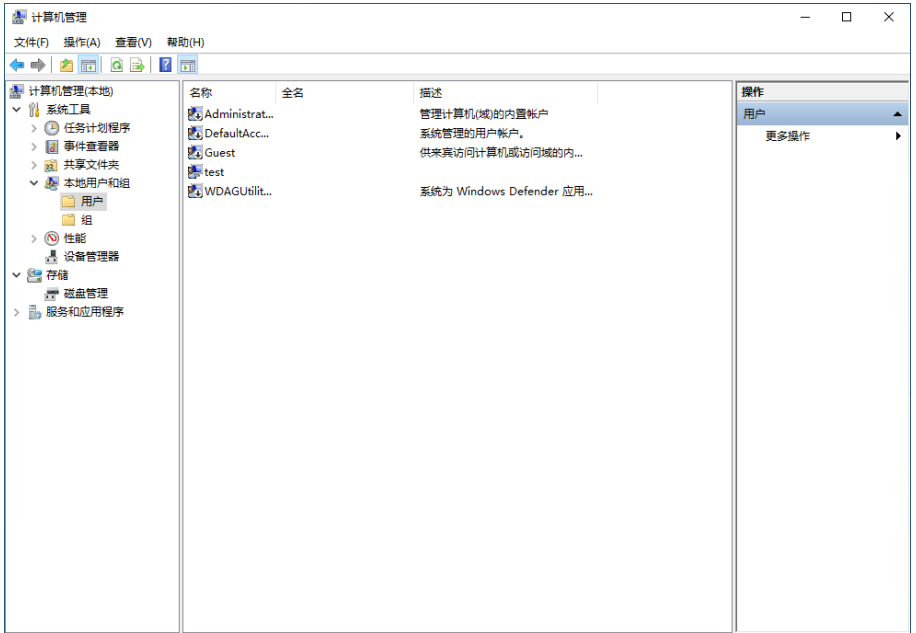 计算机管理
文件(F) 操作(A) 查看(V) 帮助(H)
计算机管理(本地)
系统工具
任务计划程序
事件查看器
共享文件夹
本地用户和组
用户
组
性能
设备管理器
存储
磁盘管理
服务和应用程序
名称 全名 描述
Administrat... 管理计算机(域)的内置帐户
DefaultAcc... 系统管理的用户帐户。
Guest 供来宾访问计算机或访问域的内...
test
WDAGUtilit... 系统为 Windows Defender 应用...
操作
用户
更多操作